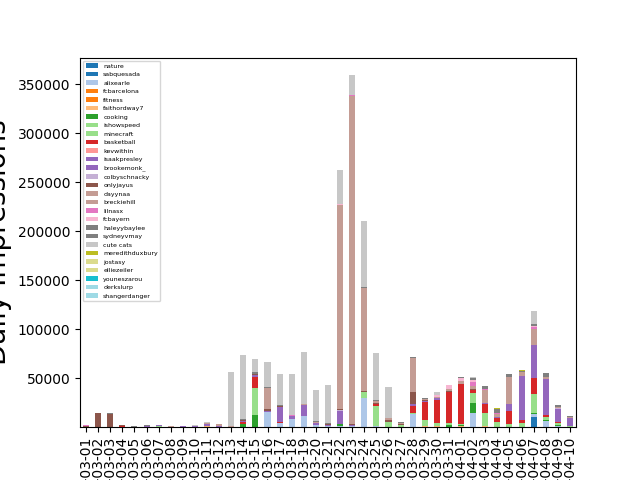 Daily Impressions
350000
300000
250000
200000
150000
100000
50000
nature
sabquesada
alixearle
fcbarcelona
fitness
faithordway7
cooking
ishowspeed
minecraft
basketball
kevwithin
isaakpresley
brookemonk_
colbyschnacky
onlyjayus
dayynaa
breckiehill
lilnasx
fcbayern
haleyybaylee
sydneyvmay
cute cats
meredithduxbury
jostasy
elliezeiler
youneszarou
derkslurp
shangerdanger
03-01
03-02
03-03
03-04
03-05
03-06
03-07
03-08
03-09
03-10
03-11
03-12
03-13
03-14
03-15
03-16
03-17
03-18
03-19
03-20
03-21
03-22
03-23
03-24
03-25
03-26
03-27
03-28
03-29
03-30
03-31
04-01
04-02
04-03
04-04
04-05
04-06
04-07
04-08
04-09
04-10